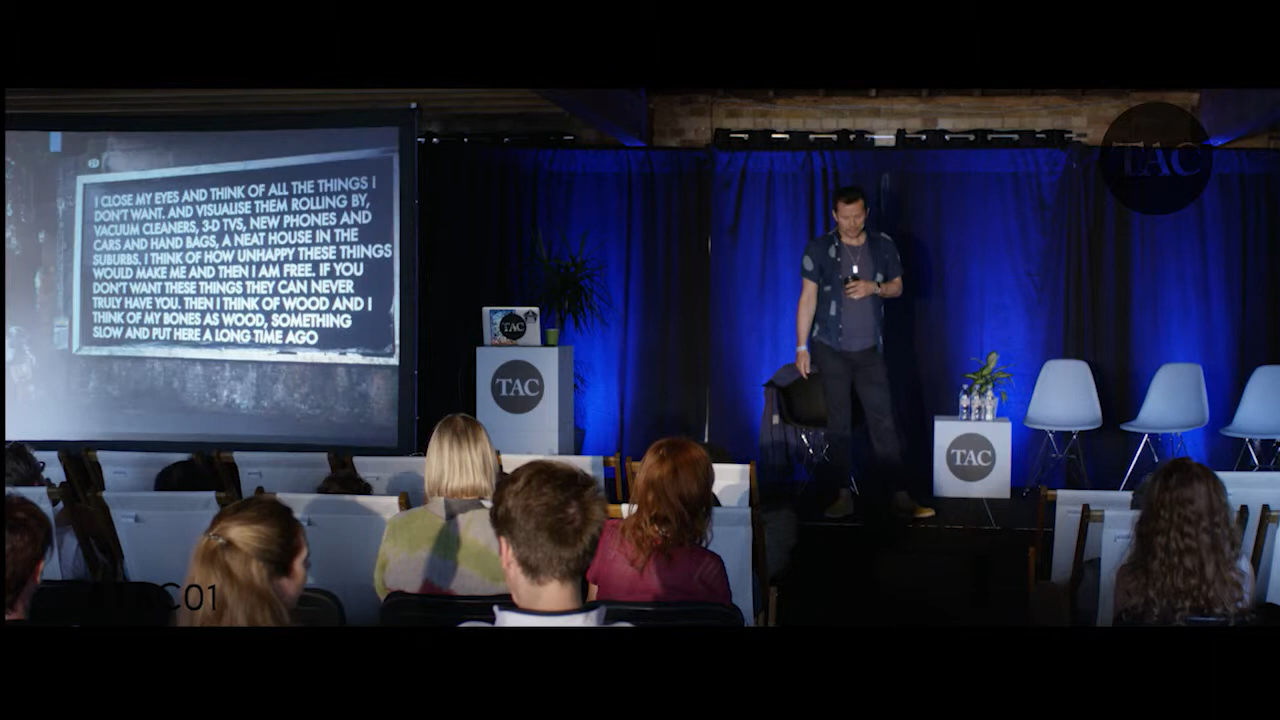 I CLOSE MY EYES AND THINK OF ALL THE THINGS I
DON'T WANT. AND VISUALISE THEM ROLLING BY,
VACUUM CLEANERS, 3-D TVS, NEW PHONES AND
CARS AND HAND BAGS, A NEAT HOUSE IN THE
SUBURBS. I THINK OF HOW UNHAPPY THESE THINGS
WOULD MAKE ME AND THEN I AM FREE. IF YOU
DON'T WANT THESE THINGS THEY CAN NEVER
TRULY HAVE YOU. THEN I THINK OF WOOD AND I
THINK OF MY BONES AS WOOD, SOMETHING
SLOW AND PUT HERE A LONG TIME AGO
TAC
TAC
TAC
TAC